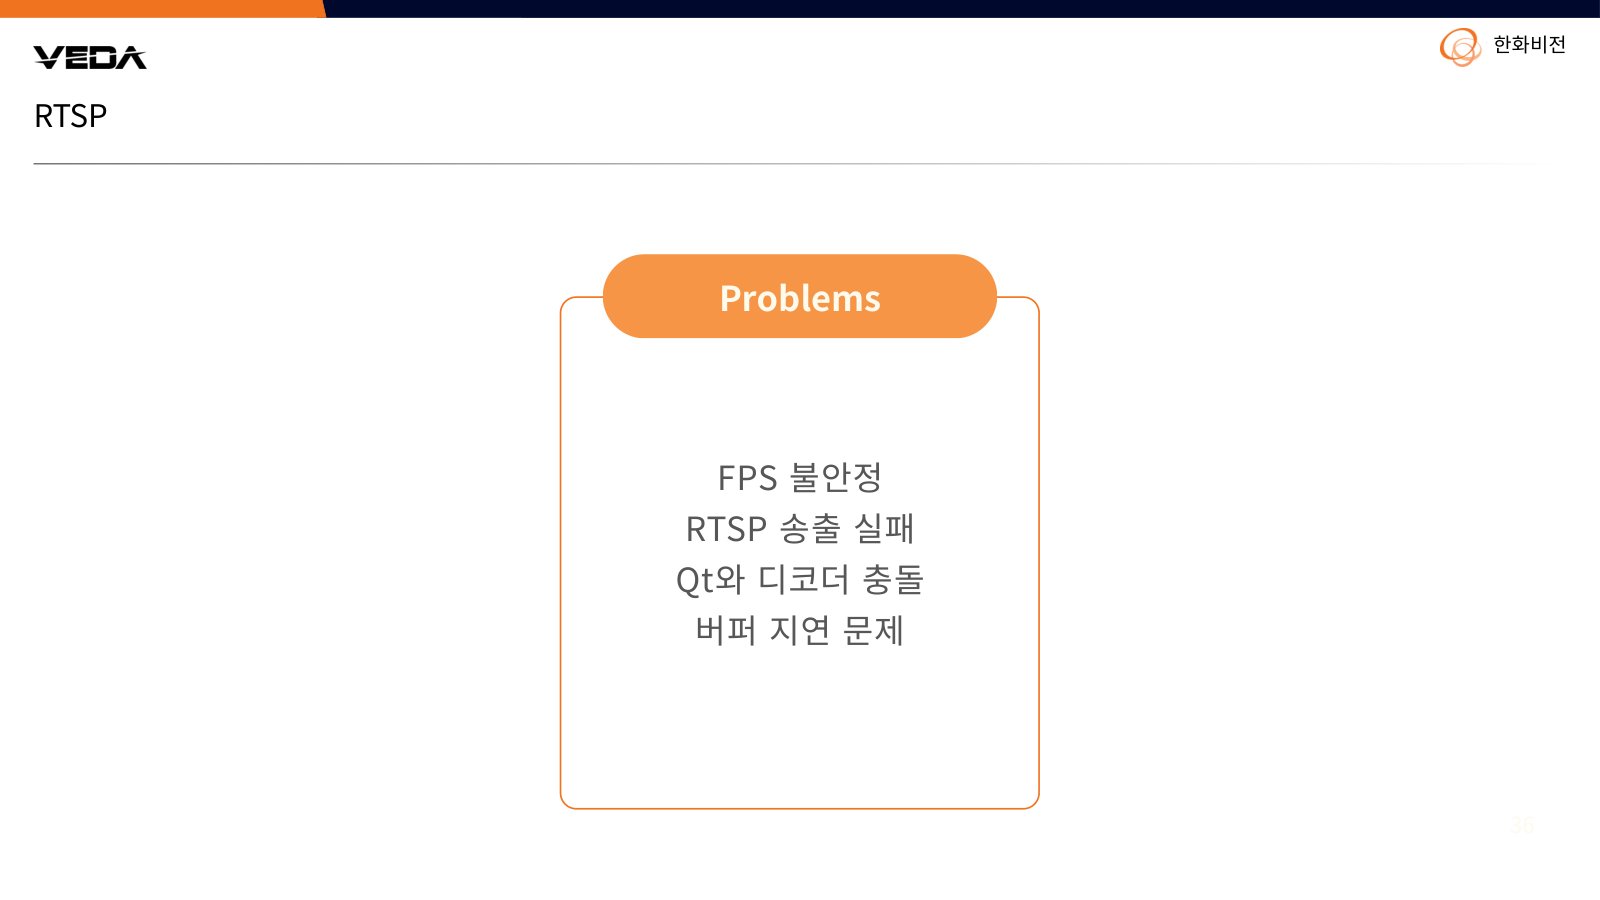 VEDA
한화비전
RTSP
Problems
FPS 불안정
RTSP 송출 실패
Qt와 디코더 충돌
버퍼 지연 문제
36